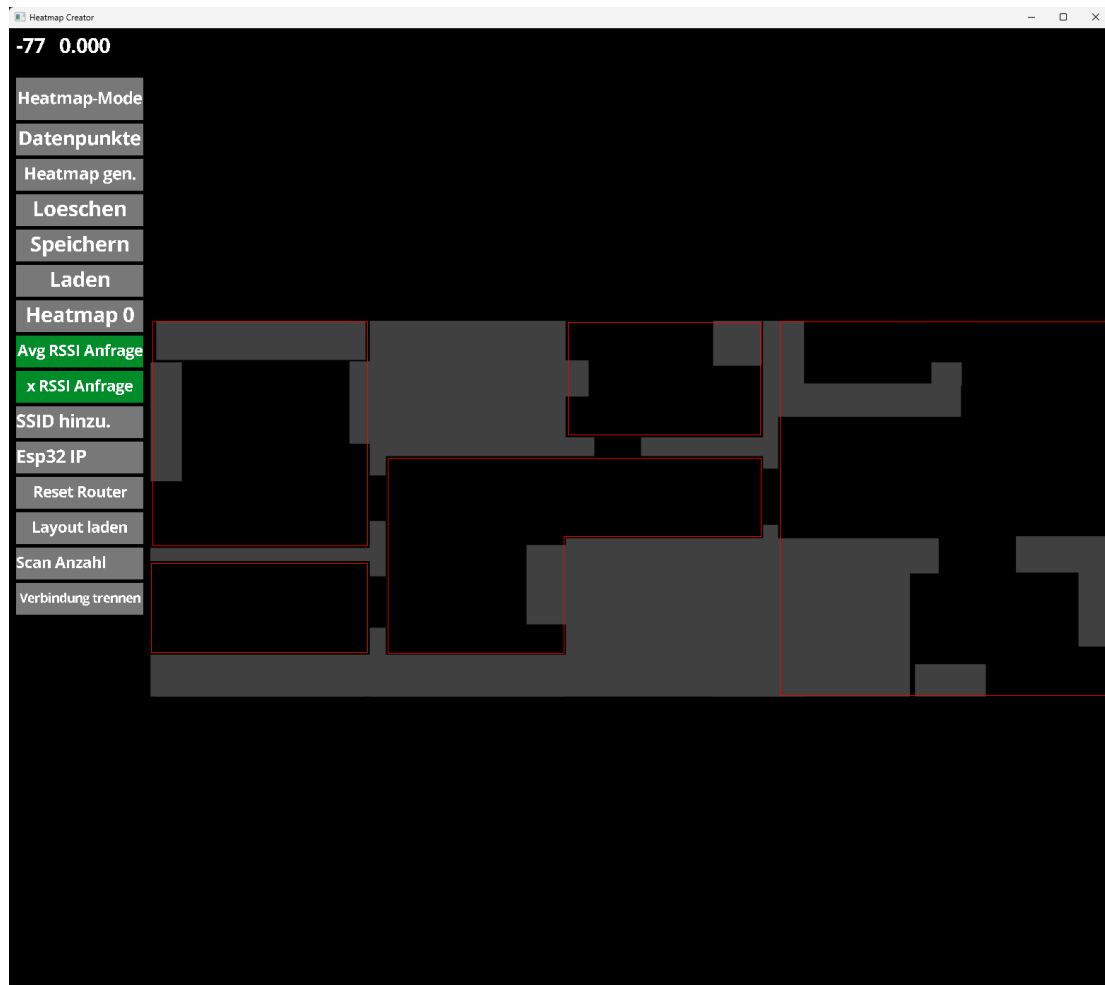 Heatmap Creator
-77 0.000
Heatmap-Mode
Datenpunkte
Heatmap gen.
Loeschen
Speichern
Laden
Heatmap 0
Avg RSSI Anfrage
x RSSI Anfrage
SSID hinzu.
Esp32 IP
Reset Router
Layout laden
Scan Anzahl
Verbindung trennen